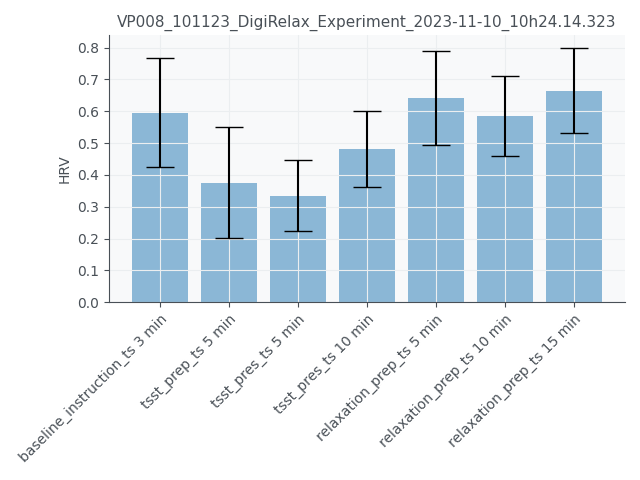 VP008_101123_DigiRelax_Experiment_2023-11-10_10h24.14.323
HRV
0.8
0.7
0.6
0.5
0.4
0.3
0.2
0.1
0.0
baseline_instruction_ts 3 min
tsst_prep_ts 5 min
tsst_pres_ts 5 min
tsst_pres_ts 10 min
relaxation_prep_ts 5 min
relaxation_prep_ts 10 min
relaxation_prep_ts 15 min